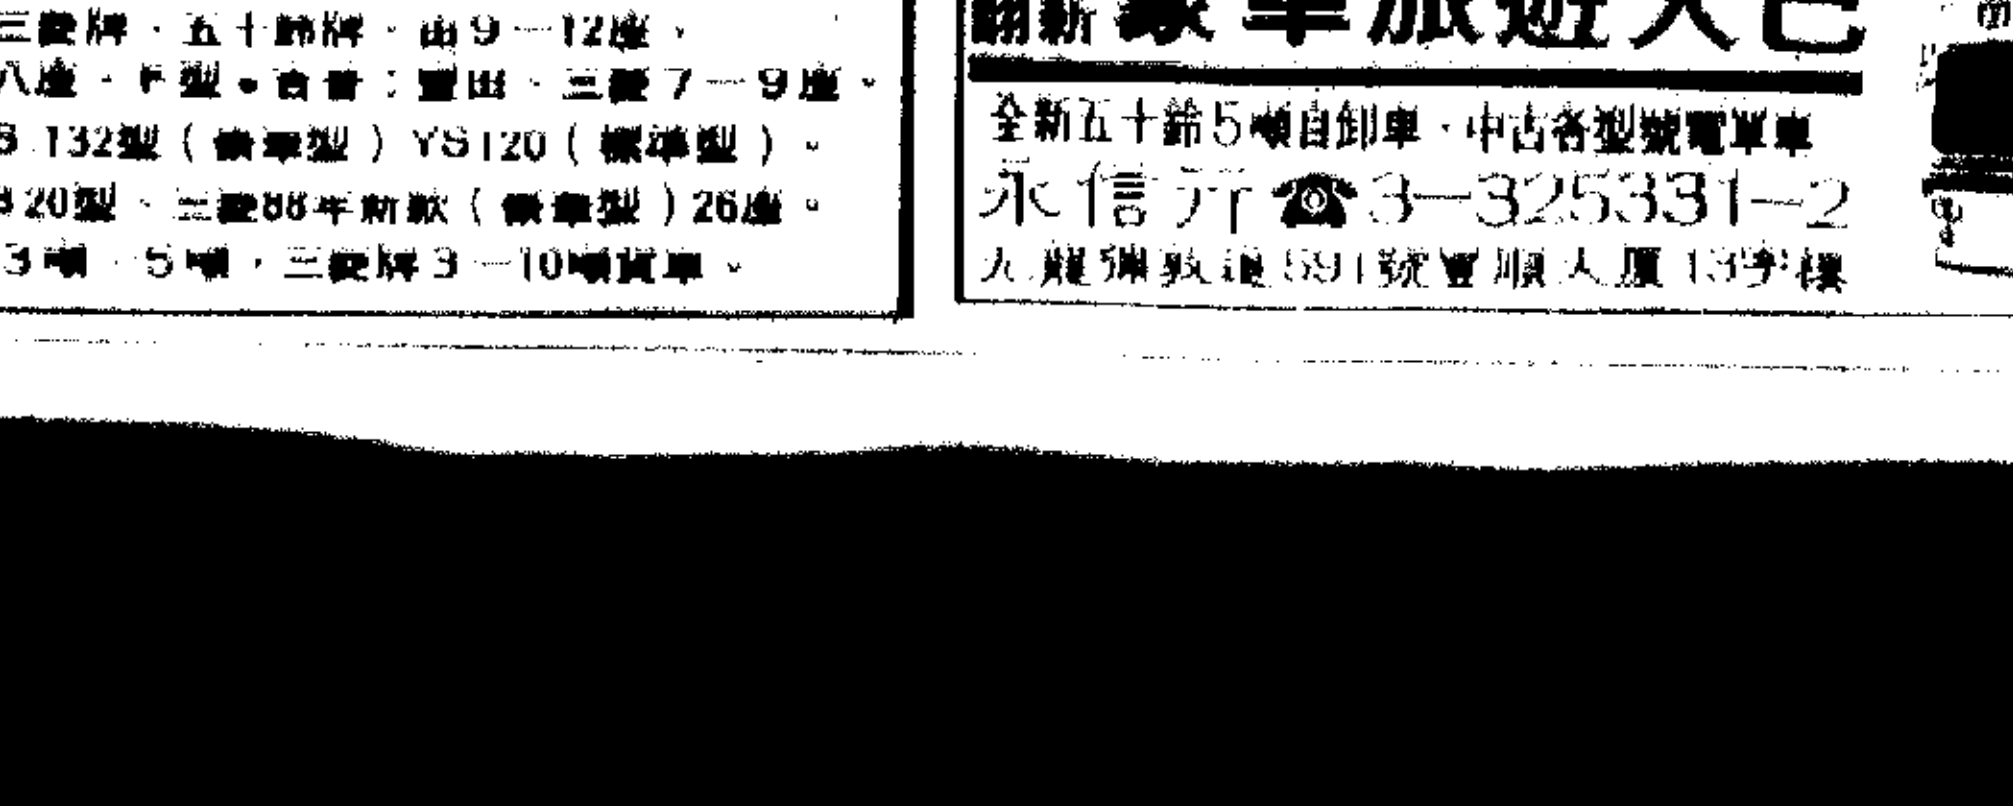 三菱牌、五十鈴牌。由9－12座，
八座、F型•客貨：豐田、三菱7－9座。
132型(豪華型)YS120(標準型)。
320型、三菱88年新款(豪華型)26座。
3噸、5噸，三菱牌3－10噸貨車。
翻新豪華旅遊大巴
全新五十鈴5噸自卸車、中古各型號電單車
永信行☎3－325331－2
九龍彌敦道591號豐順大廈13字樓